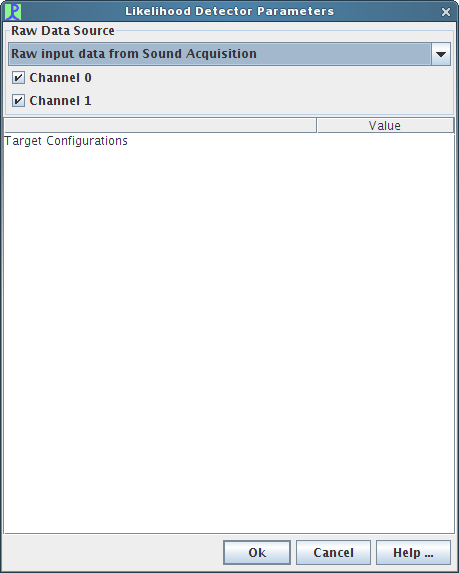 Likelihood Detector Parameters
Raw Data Source
Raw input data from Sound Acquisition
Channel 0
Channel 1
Value
Target Configurations
Ok Cancel Help ...